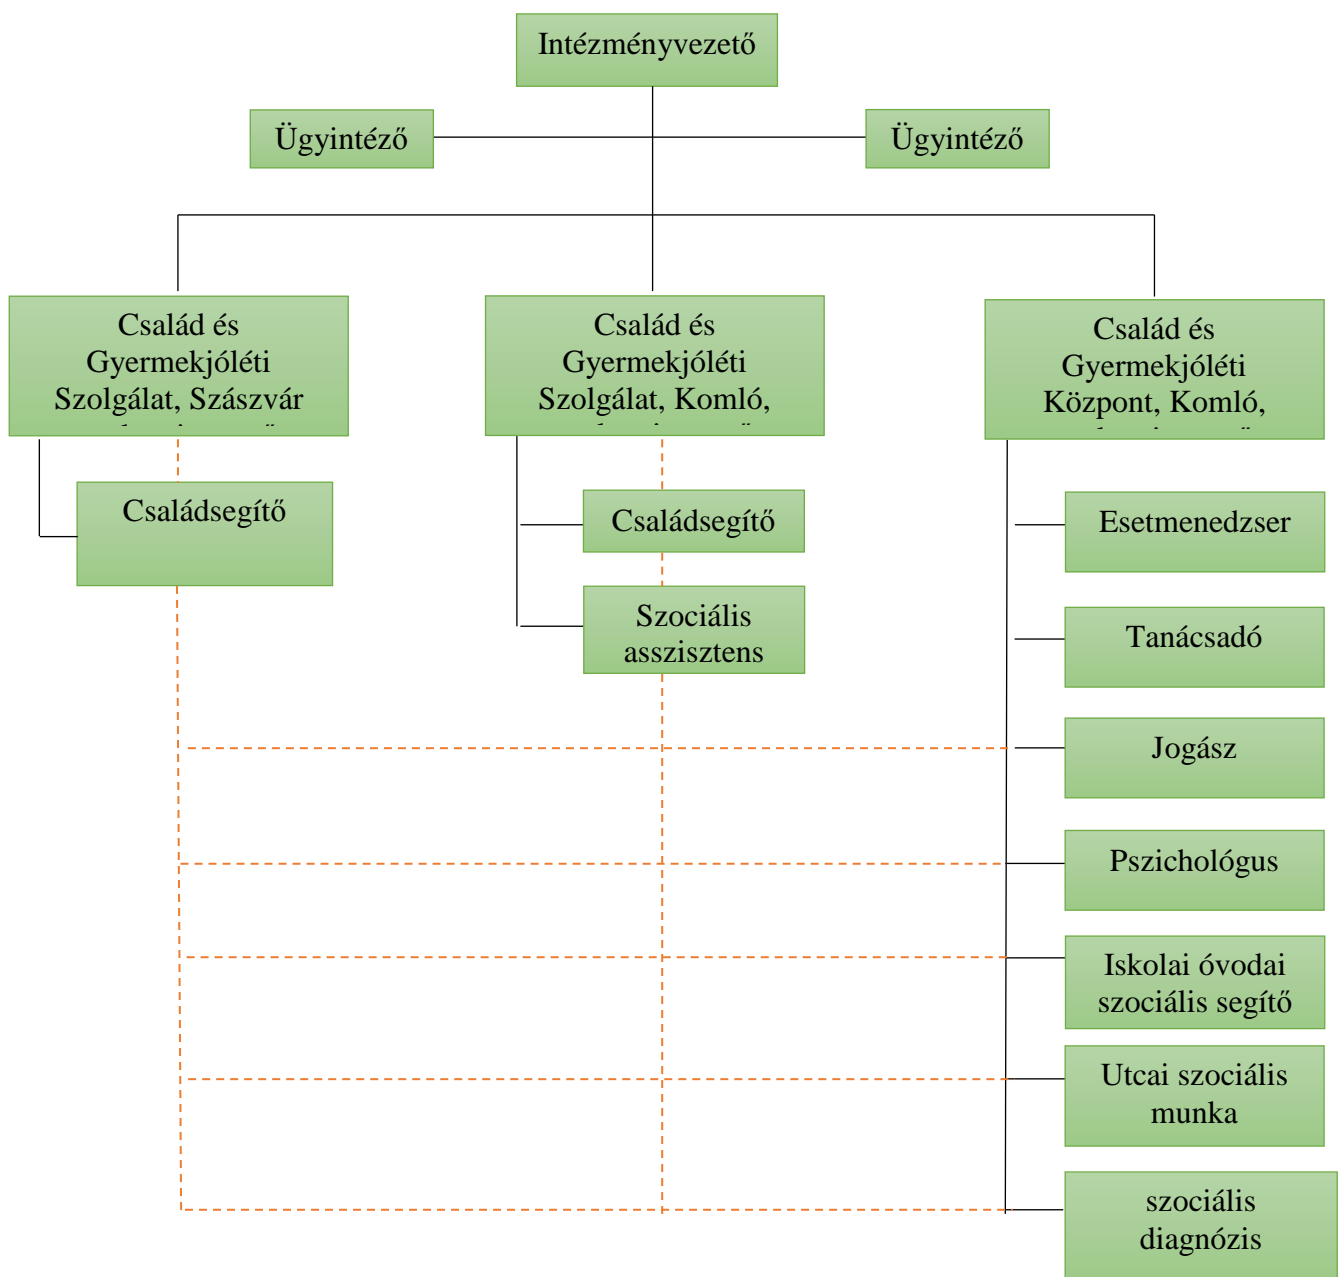 Intézményvezető
Ügyintéző
Ügyintéző
Család és
Gyermekjóléti
Szolgálat, Szászvár
Család és
Gyermekjóléti
Szolgálat, Komló,
Család és
Gyermekjóléti
Központ, Komló,
Családsegítő
Családsegítő
Szociális
asszisztens
Esetmenedzser
Tanácsadó
Jogász
Pszichológus
Iskolai óvodai
szociális segítő
Utcai szociális
munka
szociális
diagnózis